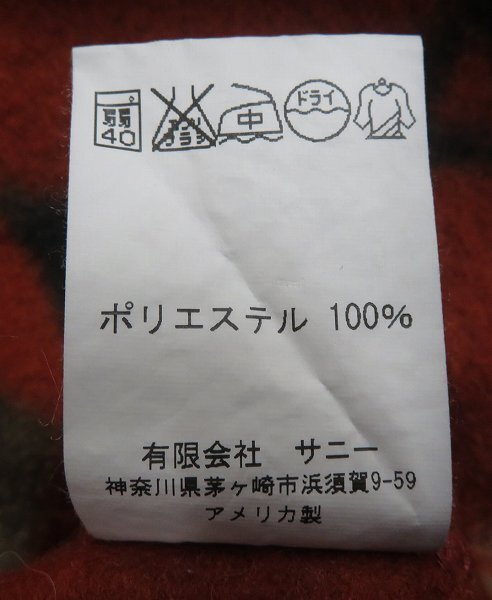 弱 40 中 ドライ
ポリエステル 100%
有限会社 サニー
神奈川県茅ヶ崎市浜須賀9-59
アメリカ製